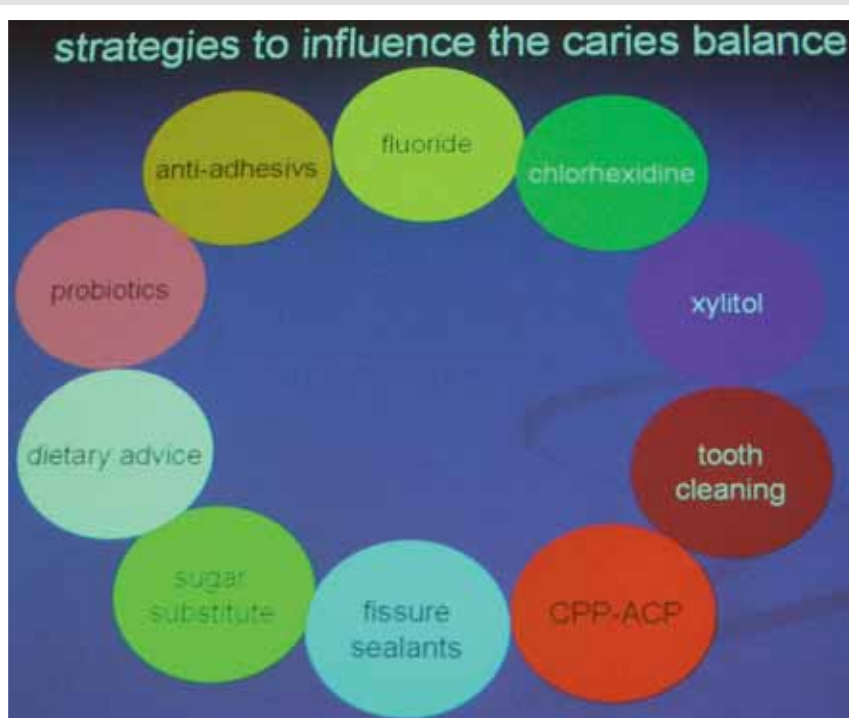 strategies to influence the caries balance
fluoride
chlorhexidine
xylitol
tooth
cleaning
CPP-ACP
fissure
sealants
sugar
substitute
dietary advice
probiotics
anti-adhesivs